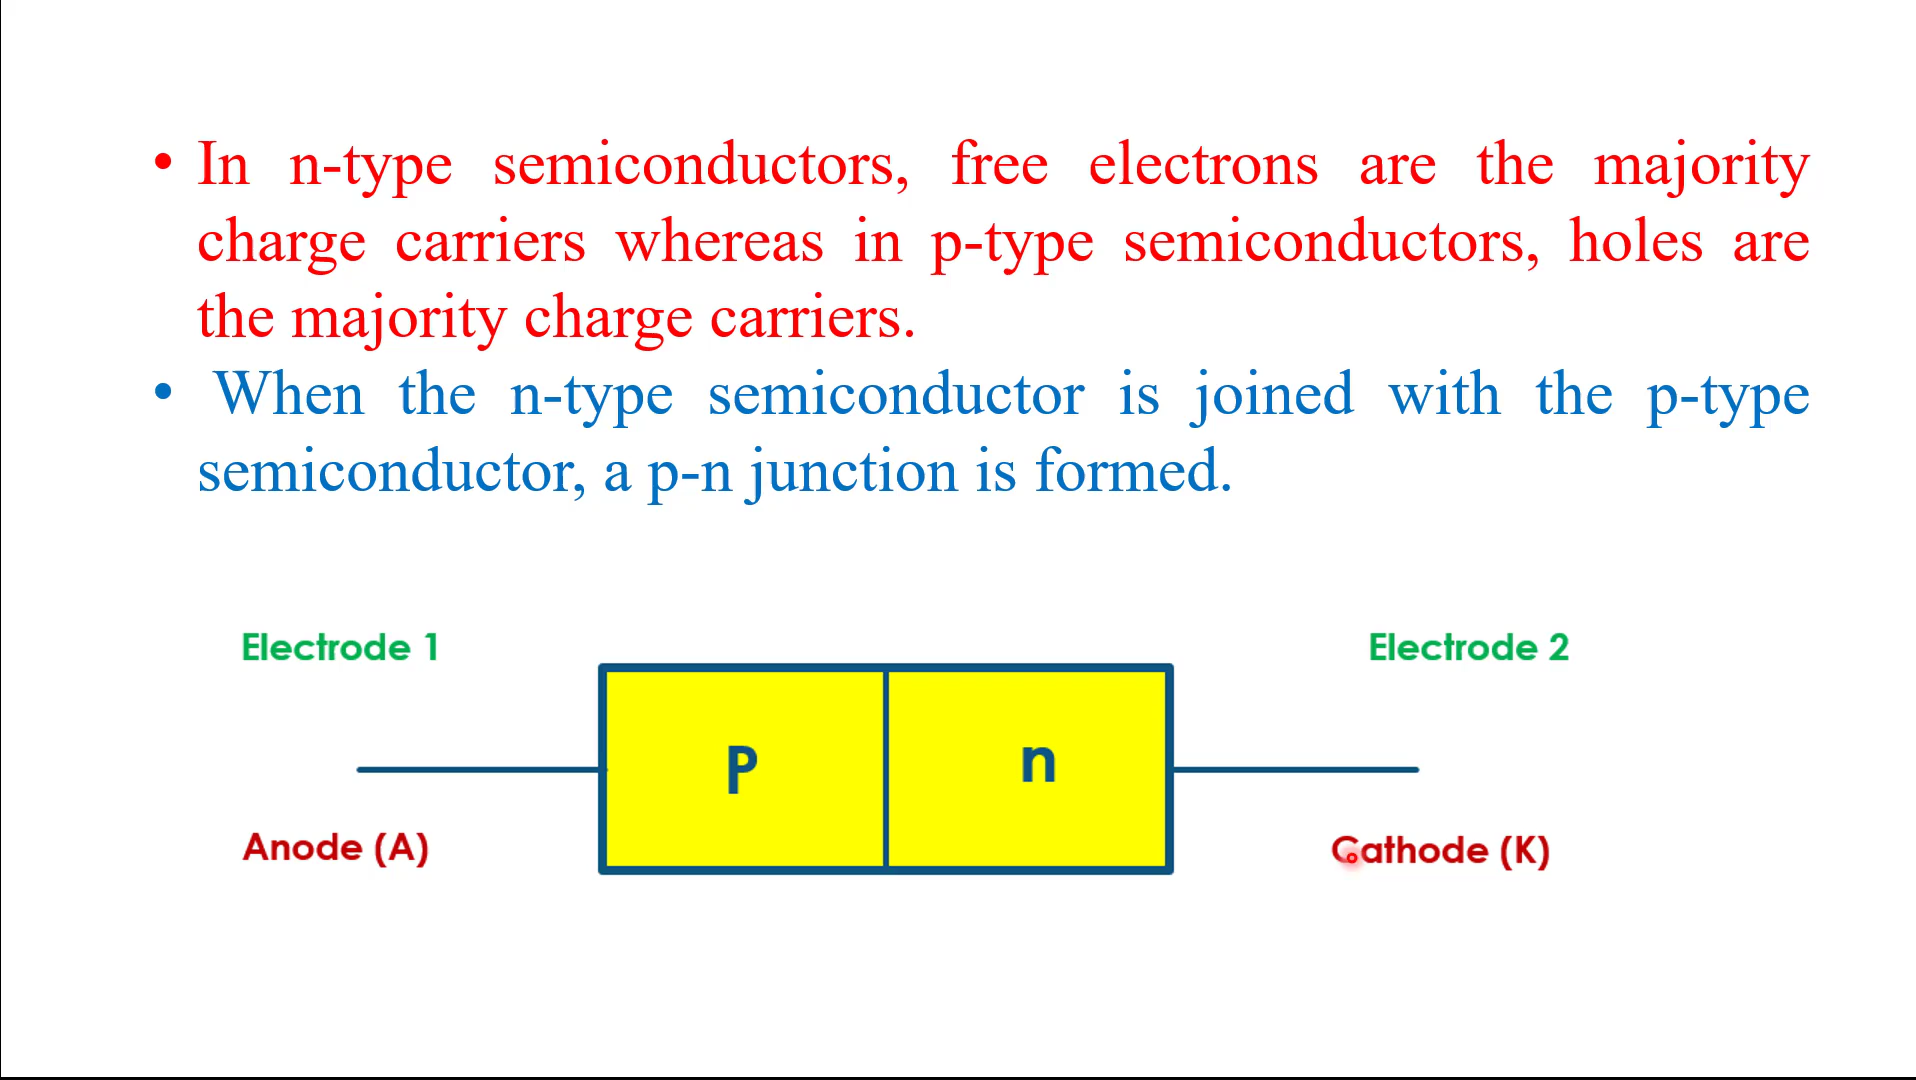 • In n-type semiconductors, free electrons are the majority
charge carriers whereas in p-type semiconductors, holes are
the majority charge carriers.
• When the n-type semiconductor is joined with the p-type
semiconductor, a p-n junction is formed.
Electrode 1
Electrode 2
P
n
Anode (A)
Cathode (K)